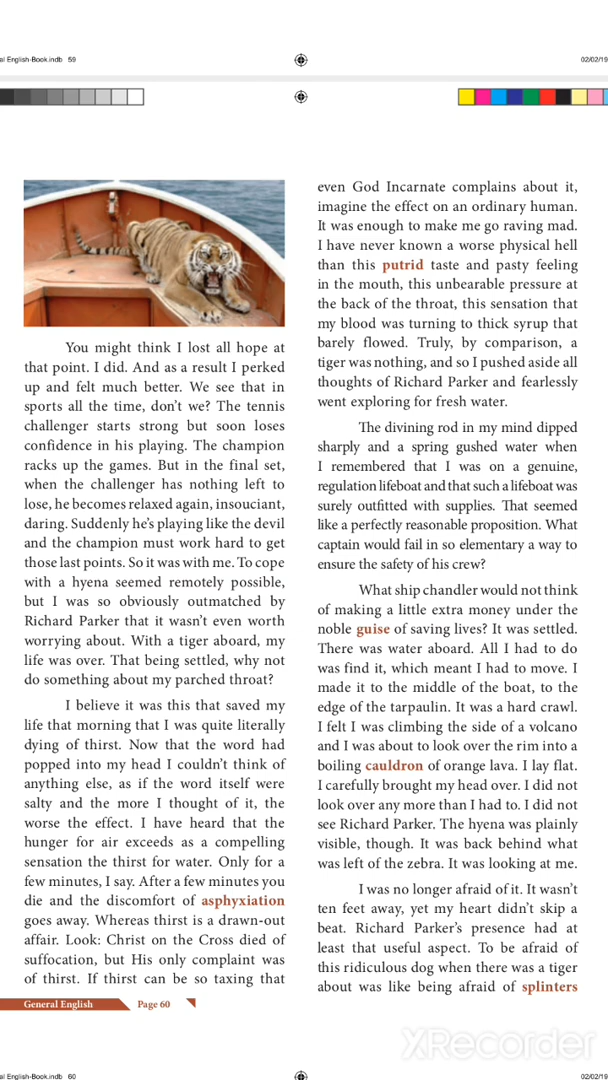 al English-Book.indb 59
02/02/19
You might think I lost all hope at
that point. I did. And as a result I perked
up and felt much better. We see that in
sports all the time, don't we? The tennis
challenger starts strong but soon loses
confidence in his playing. The champion
racks up the games. But in the final set,
when the challenger has nothing left to
lose, he becomes relaxed again, insouciant,
daring. Suddenly he's playing like the devil
and the champion must work hard to get
those last points. So it was with me. To cope
with a hyena seemed remotely possible,
but I was so obviously outmatched by
Richard Parker that it wasn't even worth
worrying about. With a tiger aboard, my
life was over. That being settled, why not
do something about my parched throat?
I believe it was this that saved my
life that morning that I was quite literally
dying of thirst. Now that the word had
popped into my head I couldn't think of
anything else, as if the word itself were
salty and the more I thought of it, the
worse the effect. I have heard that the
hunger for air exceeds as a compelling
sensation the thirst for water. Only for a
few minutes, I say. After a few minutes you
die and the discomfort of asphyxiation
goes away. Whereas thirst is a drawn-out
affair. Look: Christ on the Cross died of
suffocation, but His only complaint was
of thirst. If thirst can be so taxing that
even God Incarnate complains about it,
imagine the effect on an ordinary human.
It was enough to make me go raving mad.
I have never known a worse physical hell
than this putrid taste and pasty feeling
in the mouth, this unbearable pressure at
the back of the throat, this sensation that
my blood was turning to thick syrup that
barely flowed. Truly, by comparison, a
tiger was nothing, and so I pushed aside all
thoughts of Richard Parker and fearlessly
went exploring for fresh water.
The divining rod in my mind dipped
sharply and a spring gushed water when
I remembered that I was on a genuine,
regulation lifeboat and that such a lifeboat was
surely outfitted with supplies. That seemed
like a perfectly reasonable proposition. What
captain would fail in so elementary a way to
ensure the safety of his crew?
What ship chandler would not think
of making a little extra money under the
noble guise of saving lives? It was settled.
There was water aboard. All I had to do
was find it, which meant I had to move. I
made it to the middle of the boat, to the
edge of the tarpaulin. It was a hard crawl.
I felt I was climbing the side of a volcano
and I was about to look over the rim into a
boiling cauldron of orange lava. I lay flat.
I carefully brought my head over. I did not
look over any more than I had to. I did not
see Richard Parker. The hyena was plainly
visible, though. It was back behind what
was left of the zebra. It was looking at me.
I was no longer afraid of it. It wasn't
ten feet away, yet my heart didn't skip a
beat. Richard Parker's presence had at
least that useful aspect. To be afraid of
this ridiculous dog when there was a tiger
about was like being afraid of splinters
General English
Page 60
XRecorder
al English-Book.indb 60
02/02/19